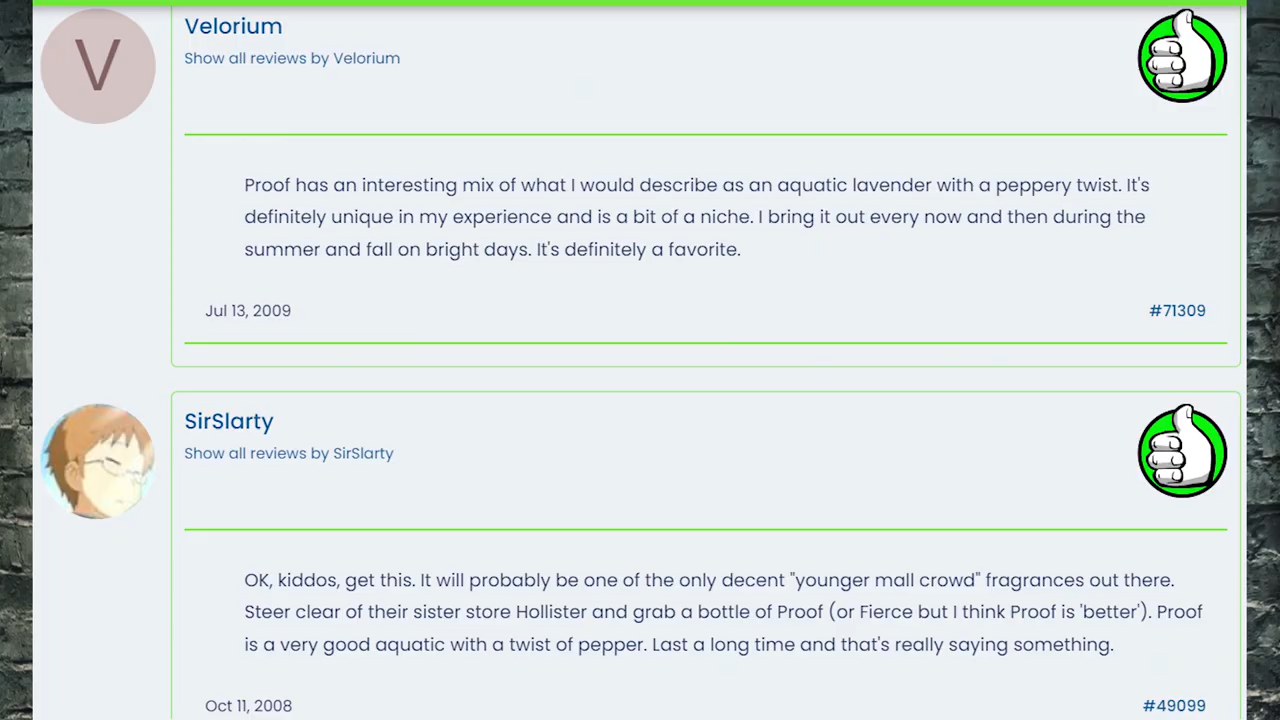 V
Velorium
Show all reviews by Velorium
Proof has an interesting mix of what I would describe as an aquatic lavender with a peppery twist. It's
definitely unique in my experience and is a bit of a niche. I bring it out every now and then during the
summer and fall on bright days. It's definitely a favorite.
Jul 13, 2009
#71309
SirSlarty
Show all reviews by SirSlarty
OK, kiddos, get this. It will probably be one of the only decent "younger mall crowd" fragrances out there.
Steer clear of their sister store Hollister and grab a bottle of Proof (or Fierce but I think Proof is 'better'). Proof
is a very good aquatic with a twist of pepper. Last a long time and that's really saying something.
Oct 11, 2008
#49099